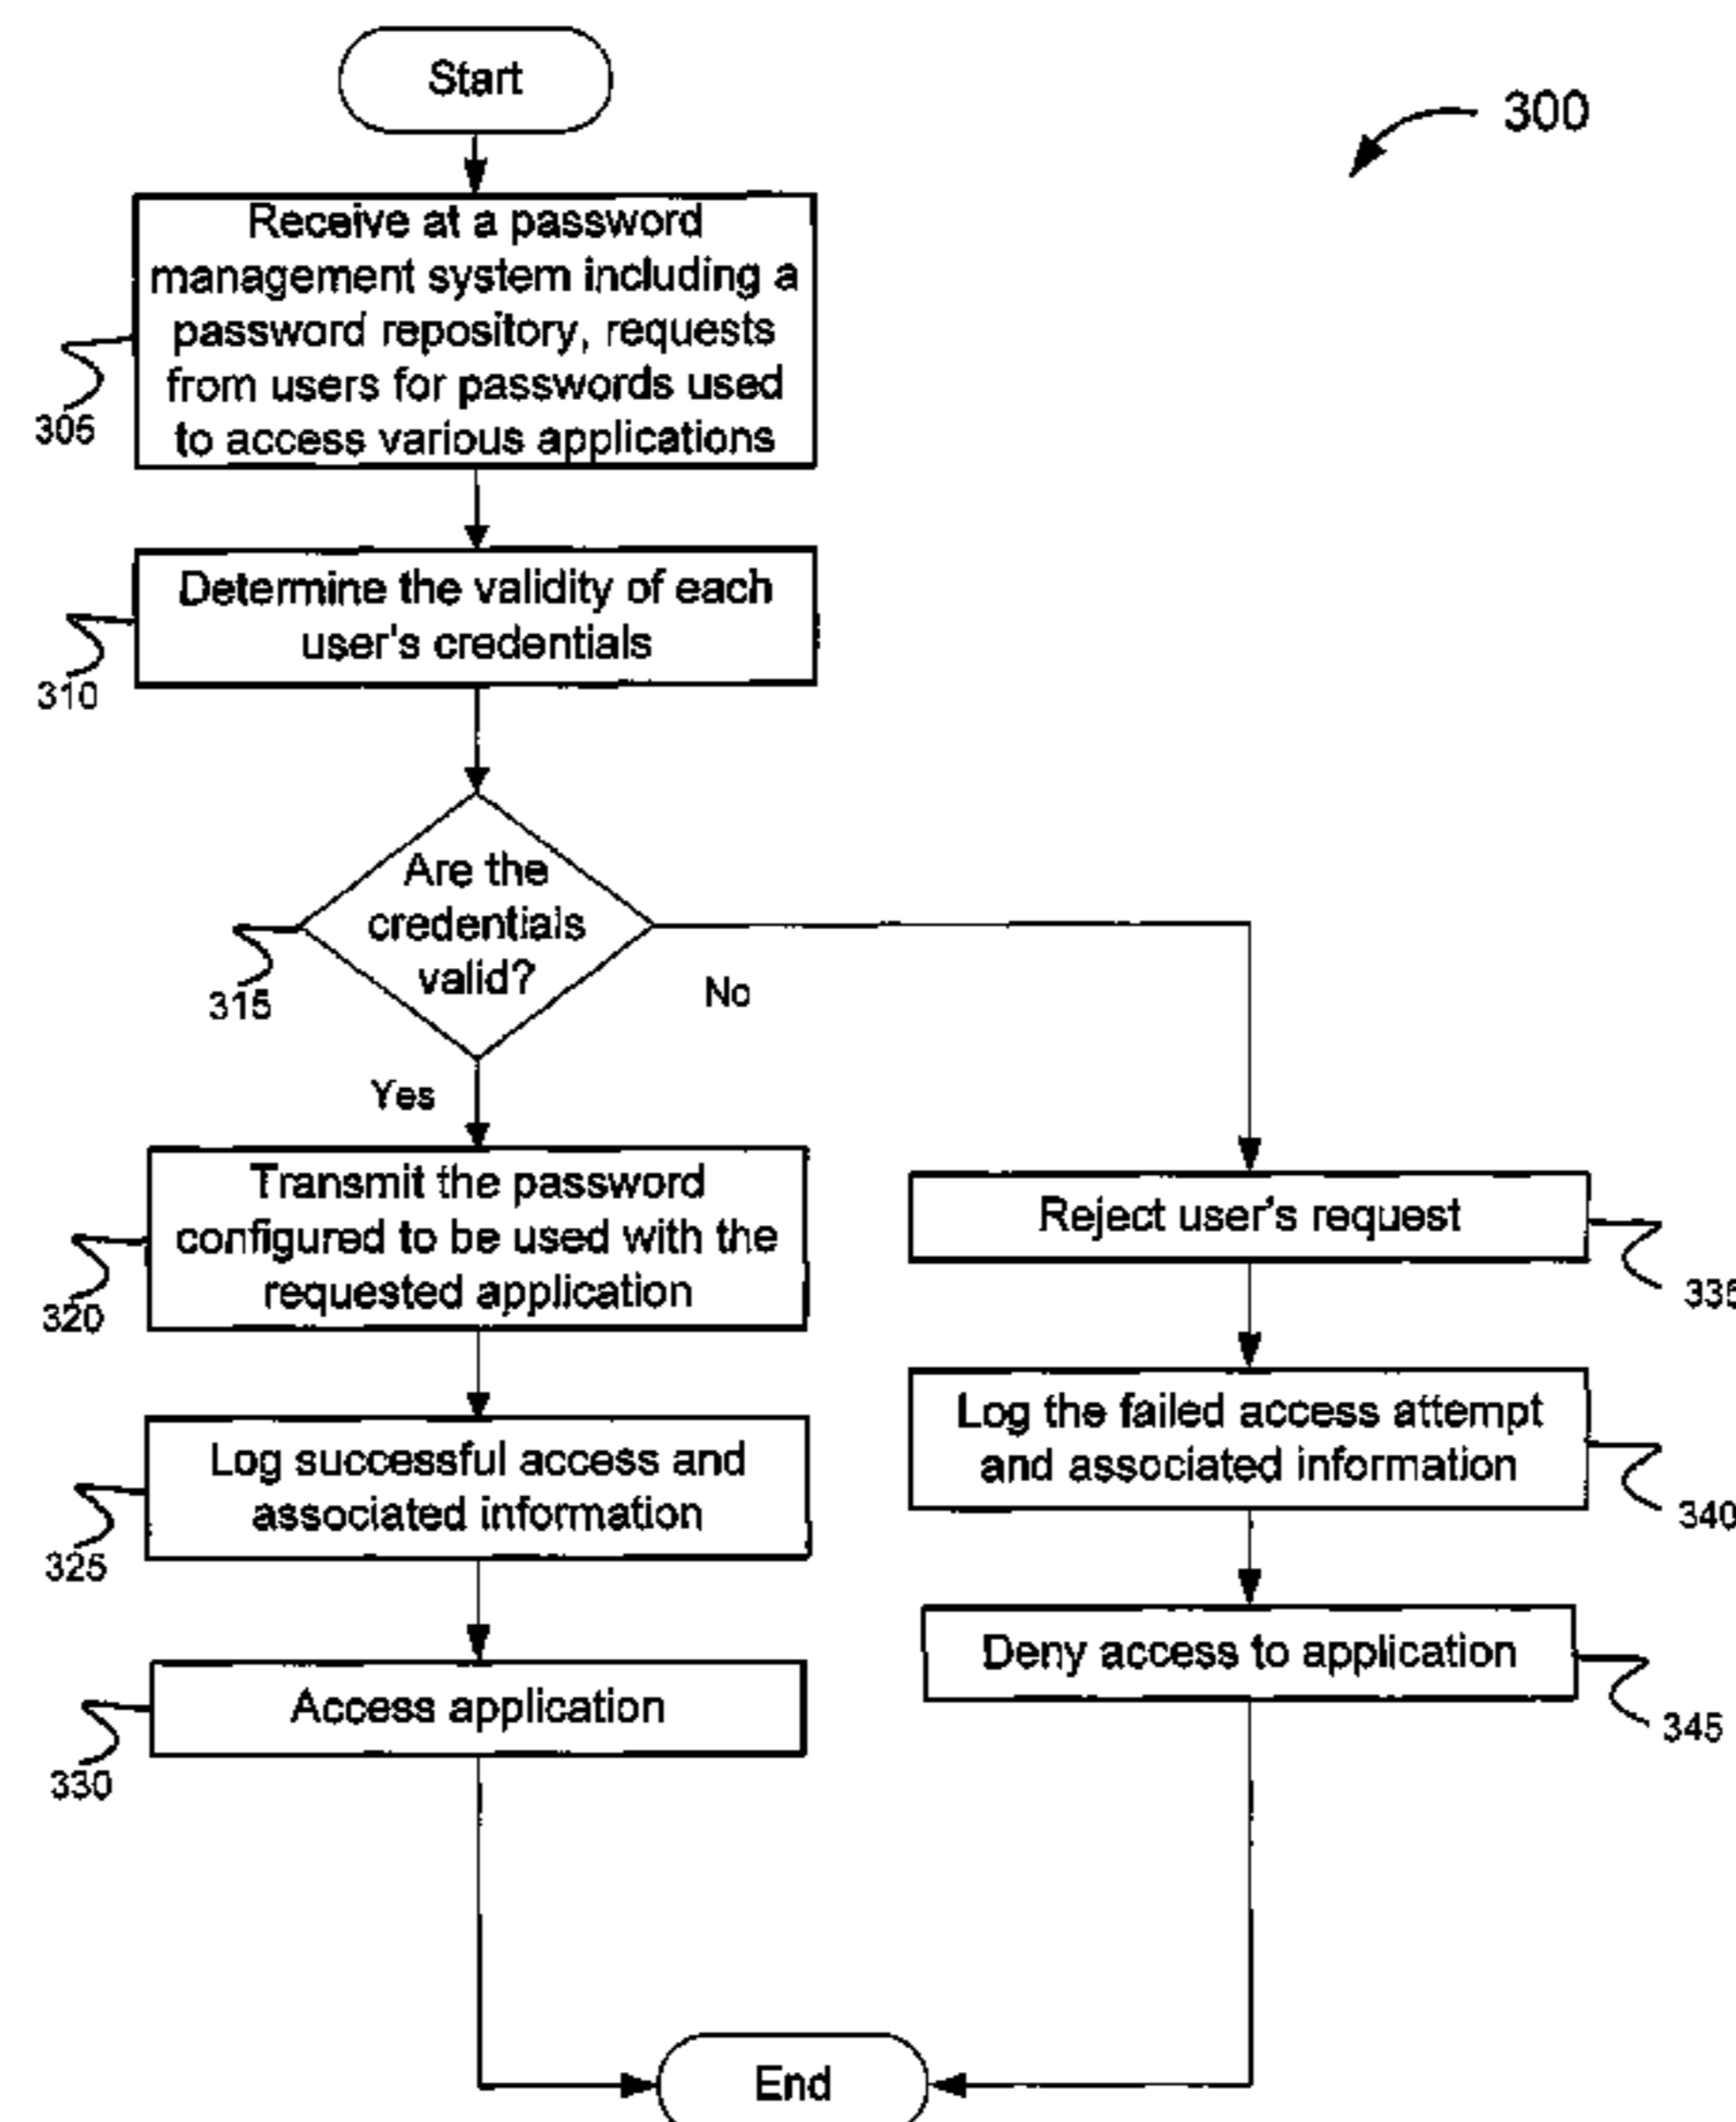 Start
300
Receive at a password
management system including a
password repository, requests
from users for passwords used
to access various applications
305
Determine the validity of each
user's credentials
310
Are the
credentials
valid?
315
No
Yes
Transmit the password
configured to be used with the
requested application
320
Reject user's request
335
Log successful access and
associated information
325
Log the failed access attempt
and associated information
340
Access application
330
Deny access to application
345
End